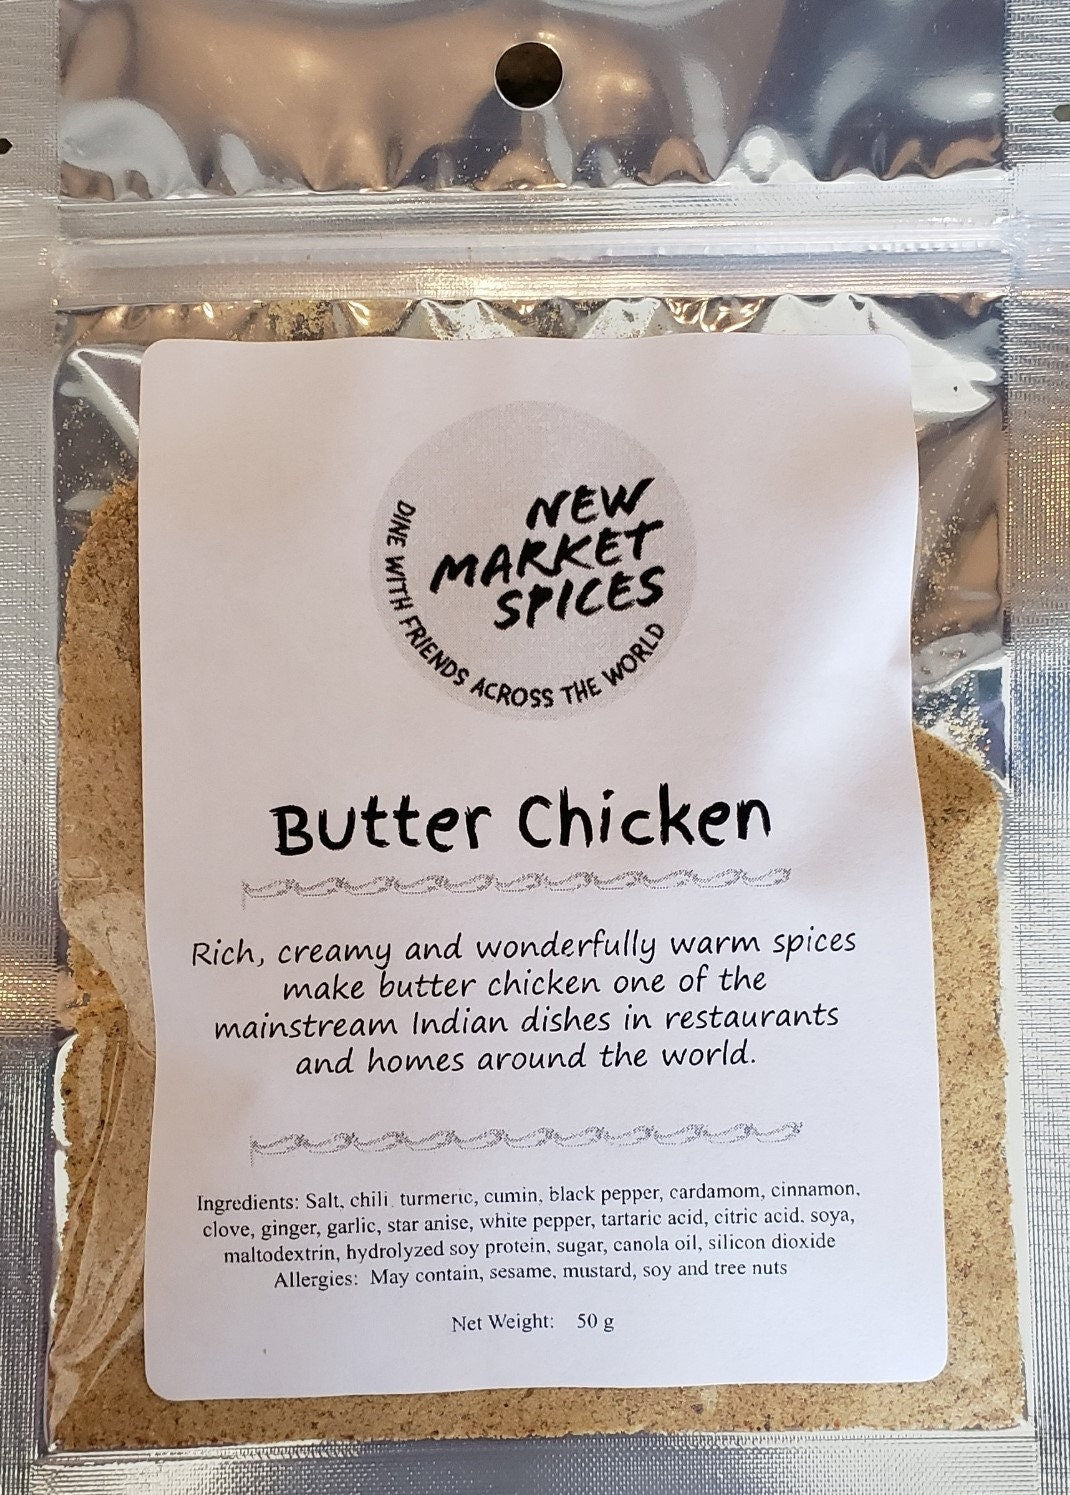 NEW
MARKET
SPICES
DINE WITH FRIENDS ACROSS THE WORLD
Butter Chicken
Rich, creamy and wonderfully warm spices
make butter chicken one of the
mainstream Indian dishes in restaurants
and homes around the world.
Ingredients: Salt, chili, turmeric, cumin, black pepper, cardamom, cinnamon,
clove, ginger, garlic, star anise, white pepper, tartaric acid, citric acid. soya,
maltodextrin, hydrolyzed soy protein, sugar, canola oil, silicon dioxide
Allergies: May contain, sesame, mustard, soy and tree nuts
Net Weight: 50 g